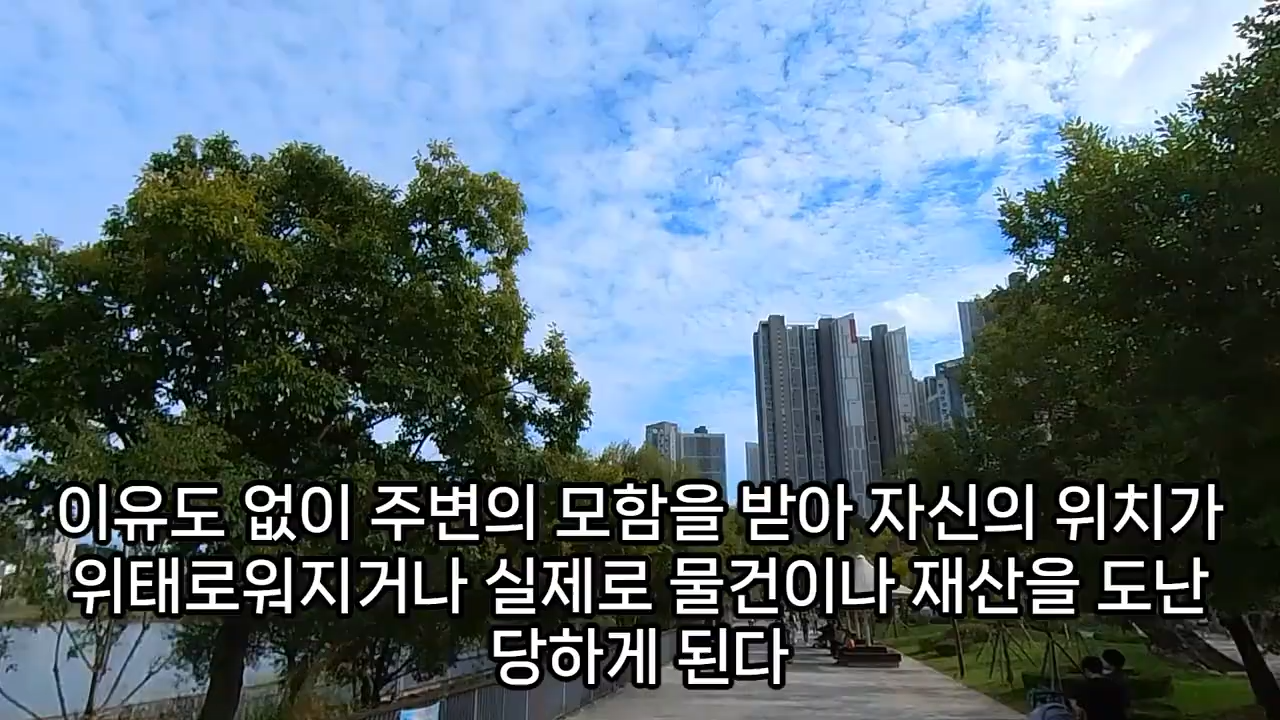 이유도 없이 주변의 모함을 받아 자신의 위치가
위태로워지거나 실제로 물건이나 재산을 도난
당하게 된다